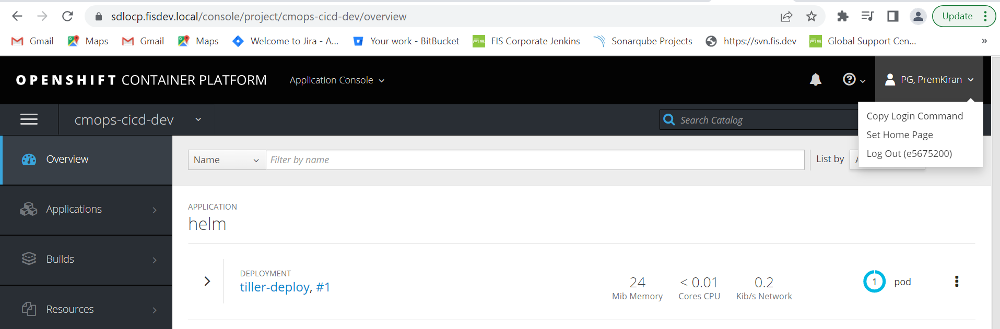 sdlocp.fisdev.local/console/project/cmops-cicd-dev/overview
Update
Gmail Maps Gmail Maps Welcome to Jira - A... Your work - BitBucket FIS Corporate Jenkins Sonarqube Projects https://svn.fis.dev Global Support Cen... »
OPENSHIFT CONTAINER PLATFORM Application Console PG, PremKiran
cmops-cicd-dev Search Catalog
Copy Login Command
Set Home Page
Log Out (e5675200)
Overview
Name Filter by name List by
Applications
APPLICATION
helm
Builds
DEPLOYMENT
tiller-deploy, #1
24 < 0.01 0.2
Mib Memory Cores CPU Kib/s Network
1 pod
Resources